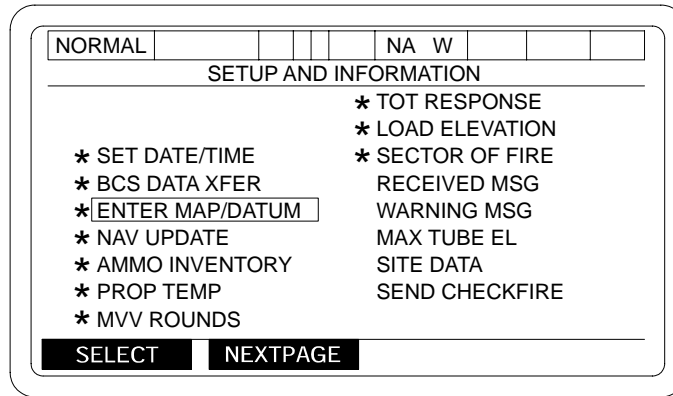 NORMAL NA W
SETUP AND INFORMATION
* TOT RESPONSE
* LOAD ELEVATION
* SET DATE/TIME * SECTOR OF FIRE
* BCS DATA XFER RECEIVED MSG
* ENTER MAP/DATUM WARNING MSG
* NAV UPDATE MAX TUBE EL
* AMMO INVENTORY SITE DATA
* PROP TEMP SEND CHECKFIRE
* MVV ROUNDS
SELECT NEXTPAGE